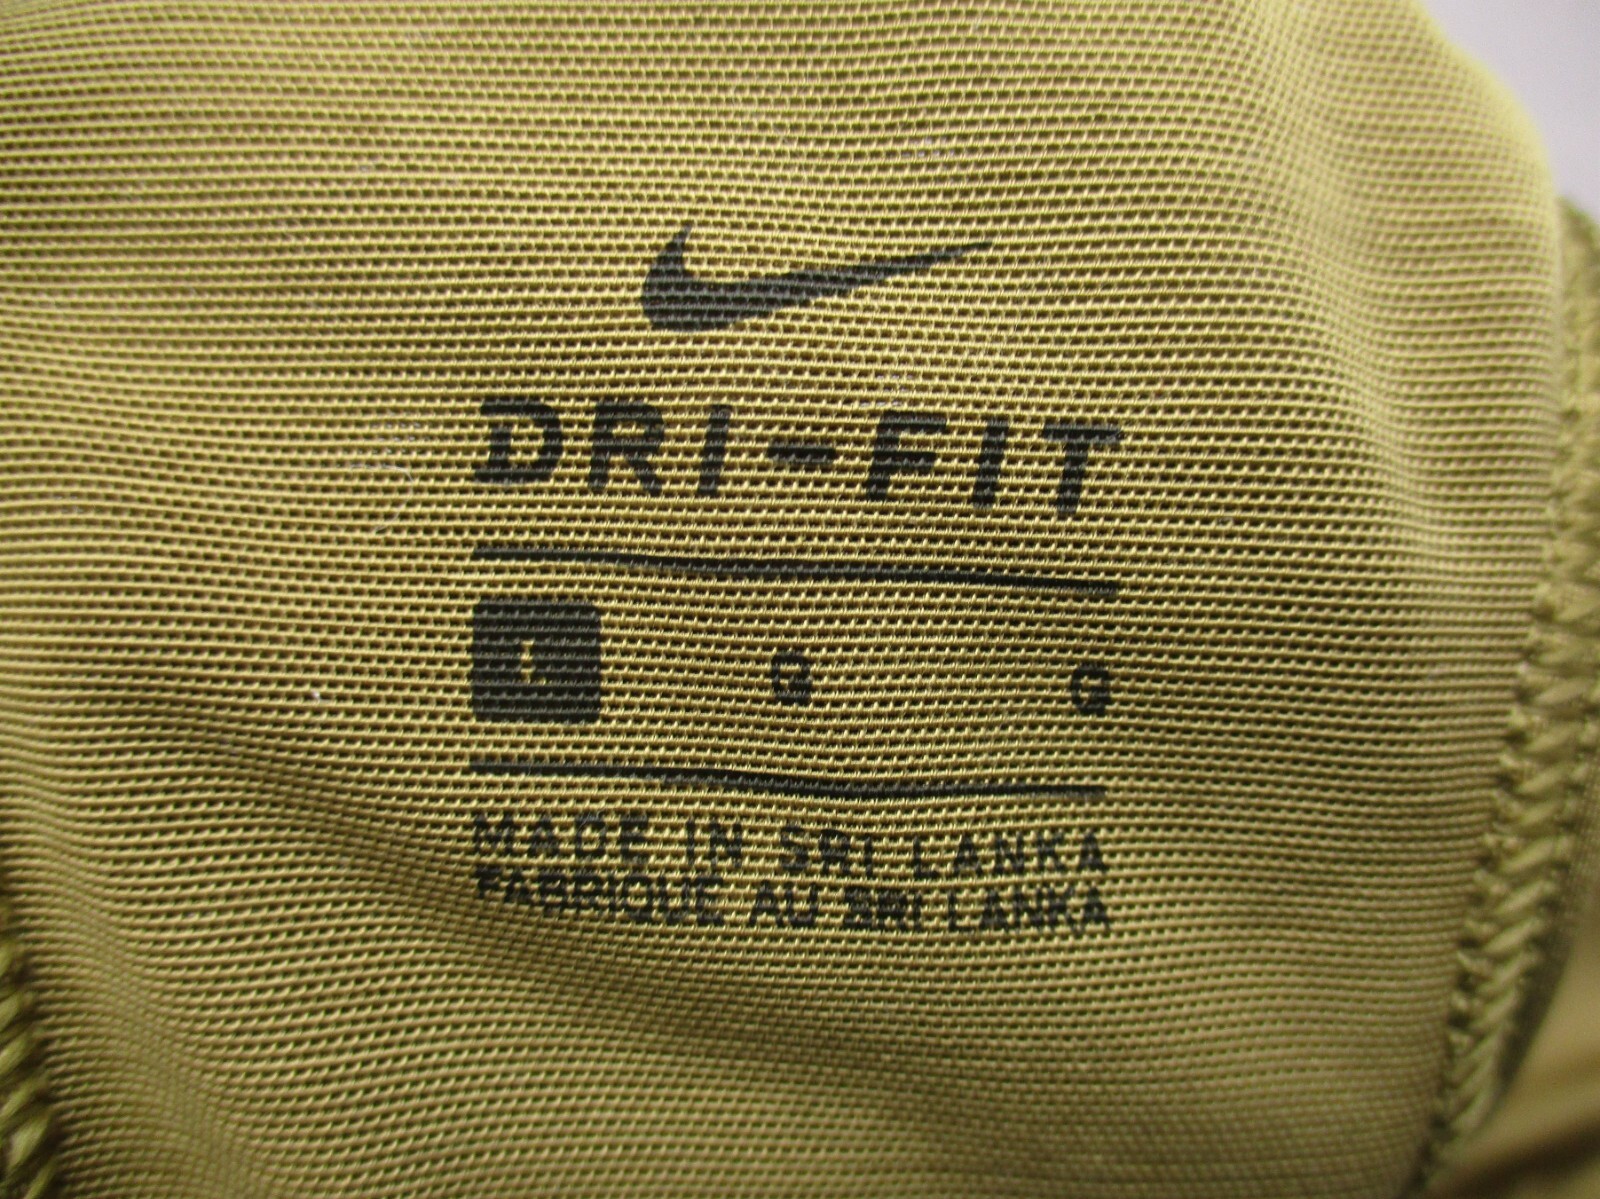 DRI-FIT
L G G
MADE IN SRI LANKA
FABRIQUE AU SRI LANKA